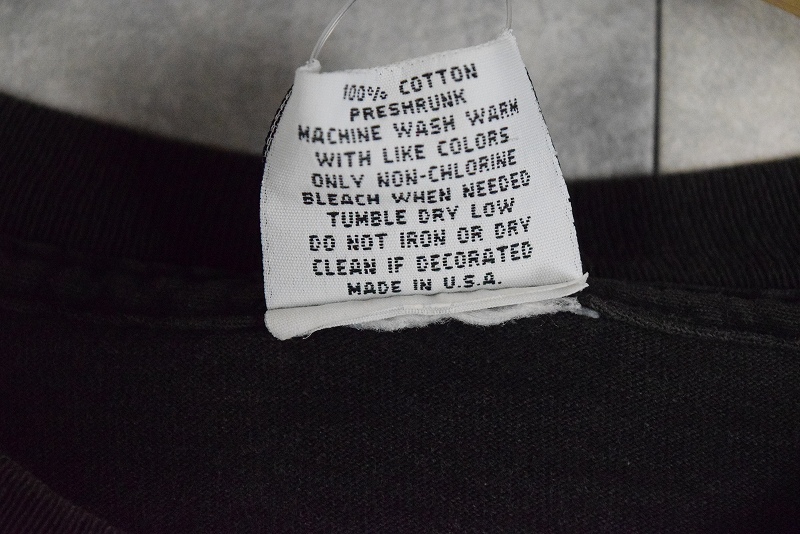 100% COTTON
PRESHRUNK
MACHINE WASH WARM
WITH LIKE COLORS
ONLY NON-CHLORINE
BLEACH WHEN NEEDED
TUMBLE DRY LOW
DO NOT IRON OR DRY
CLEAN IF DECORATED
MADE IN U.S.A.